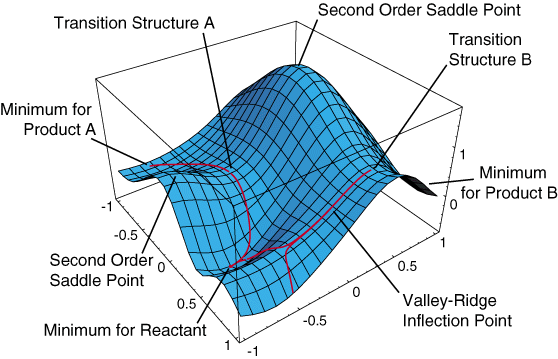 Second Order Saddle Point
Transition Structure A
Transition
Structure B
Minimum for
Product A
Minimum
for Product B
1
0
-1
-0.5
0
0.5
1
-1
-0.5
0
0.5
1
Second Order
Saddle Point
Valley-Ridge
Inflection Point
Minimum for Reactant